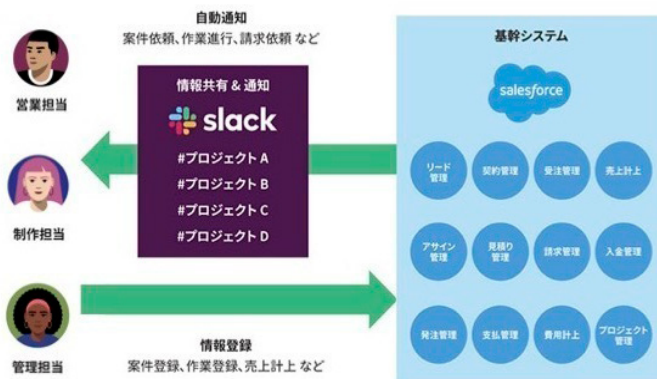 自動通知
案件依頼、作業進行、請求依頼 など
営業担当
制作担当
管理担当
情報共有 & 通知
slack
#プロジェクト A
#プロジェクト B
#プロジェクト C
#プロジェクト D
情報登録
案件登録、作業登録、売上計上 など
基幹システム
salesforce
リード
管理
契約管理
受注管理
売上計上
アサイン
管理
見積り
管理
請求管理
入金管理
発注管理
支払管理
費用計上
プロジェクト
管理